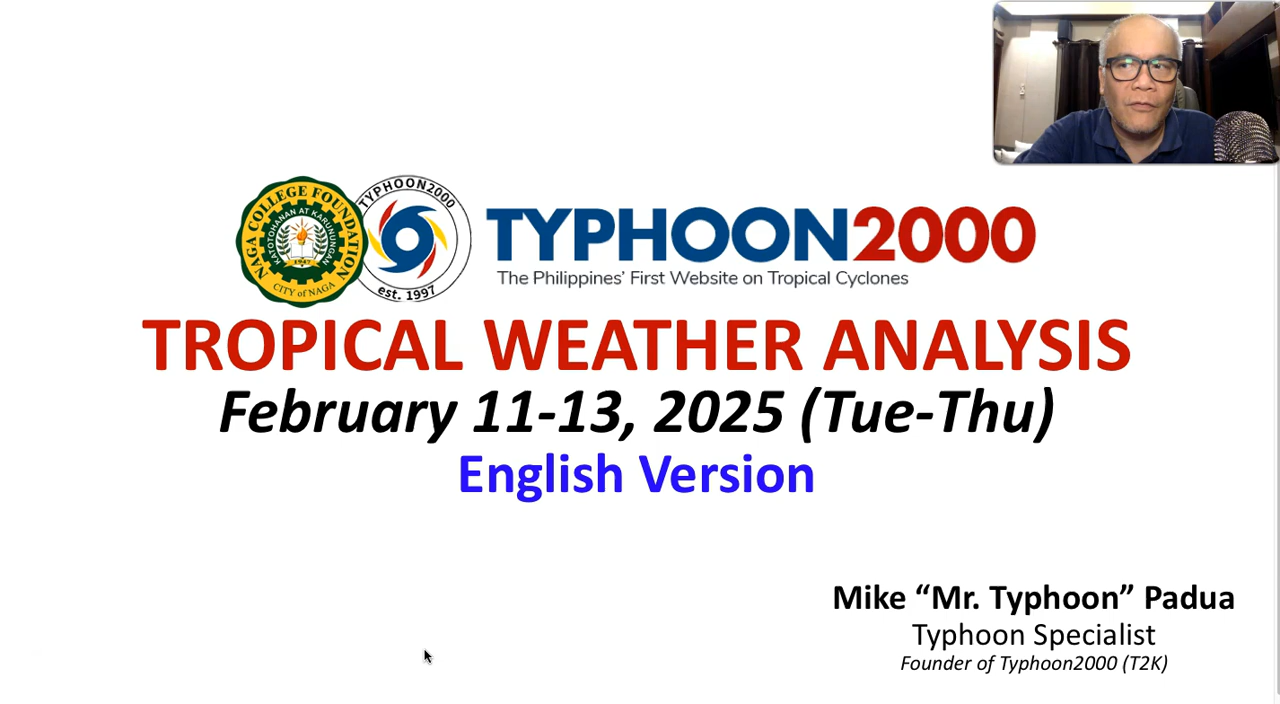 NAGA COLLEGE FOUNDATION
KATOTOHANAN AT KARUNUNGAN
1947
CITY of NAGA
TYPHOON2000
est. 1997
TYPHOON2000
The Philippines' First Website on Tropical Cyclones
TROPICAL WEATHER ANALYSIS
February 11-13, 2025 (Tue-Thu)
English Version
Mike “Mr. Typhoon” Padua
Typhoon Specialist
Founder of Typhoon2000 (T2K)